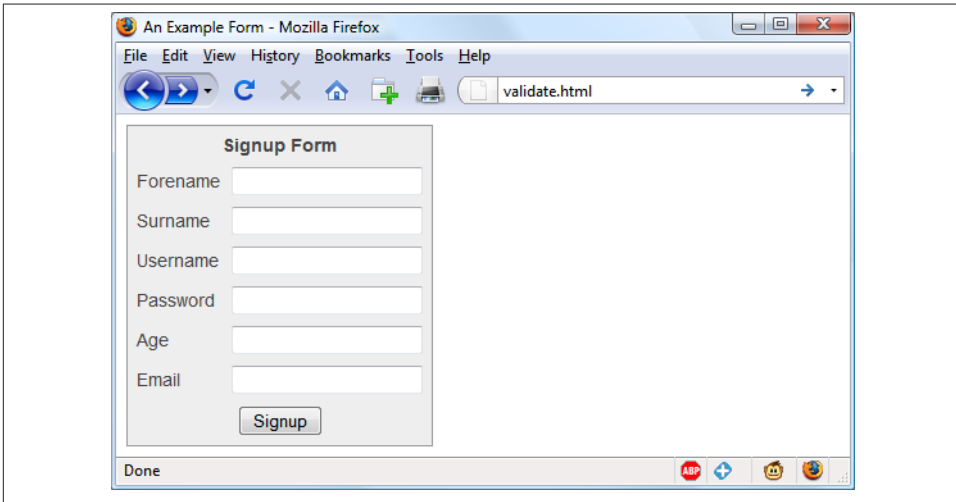 An Example Form - Mozilla Firefox
File Edit View History Bookmarks Tools Help
validate.html
Signup Form
Forename
Surname
Username
Password
Age
Email
Signup
Done
ABP